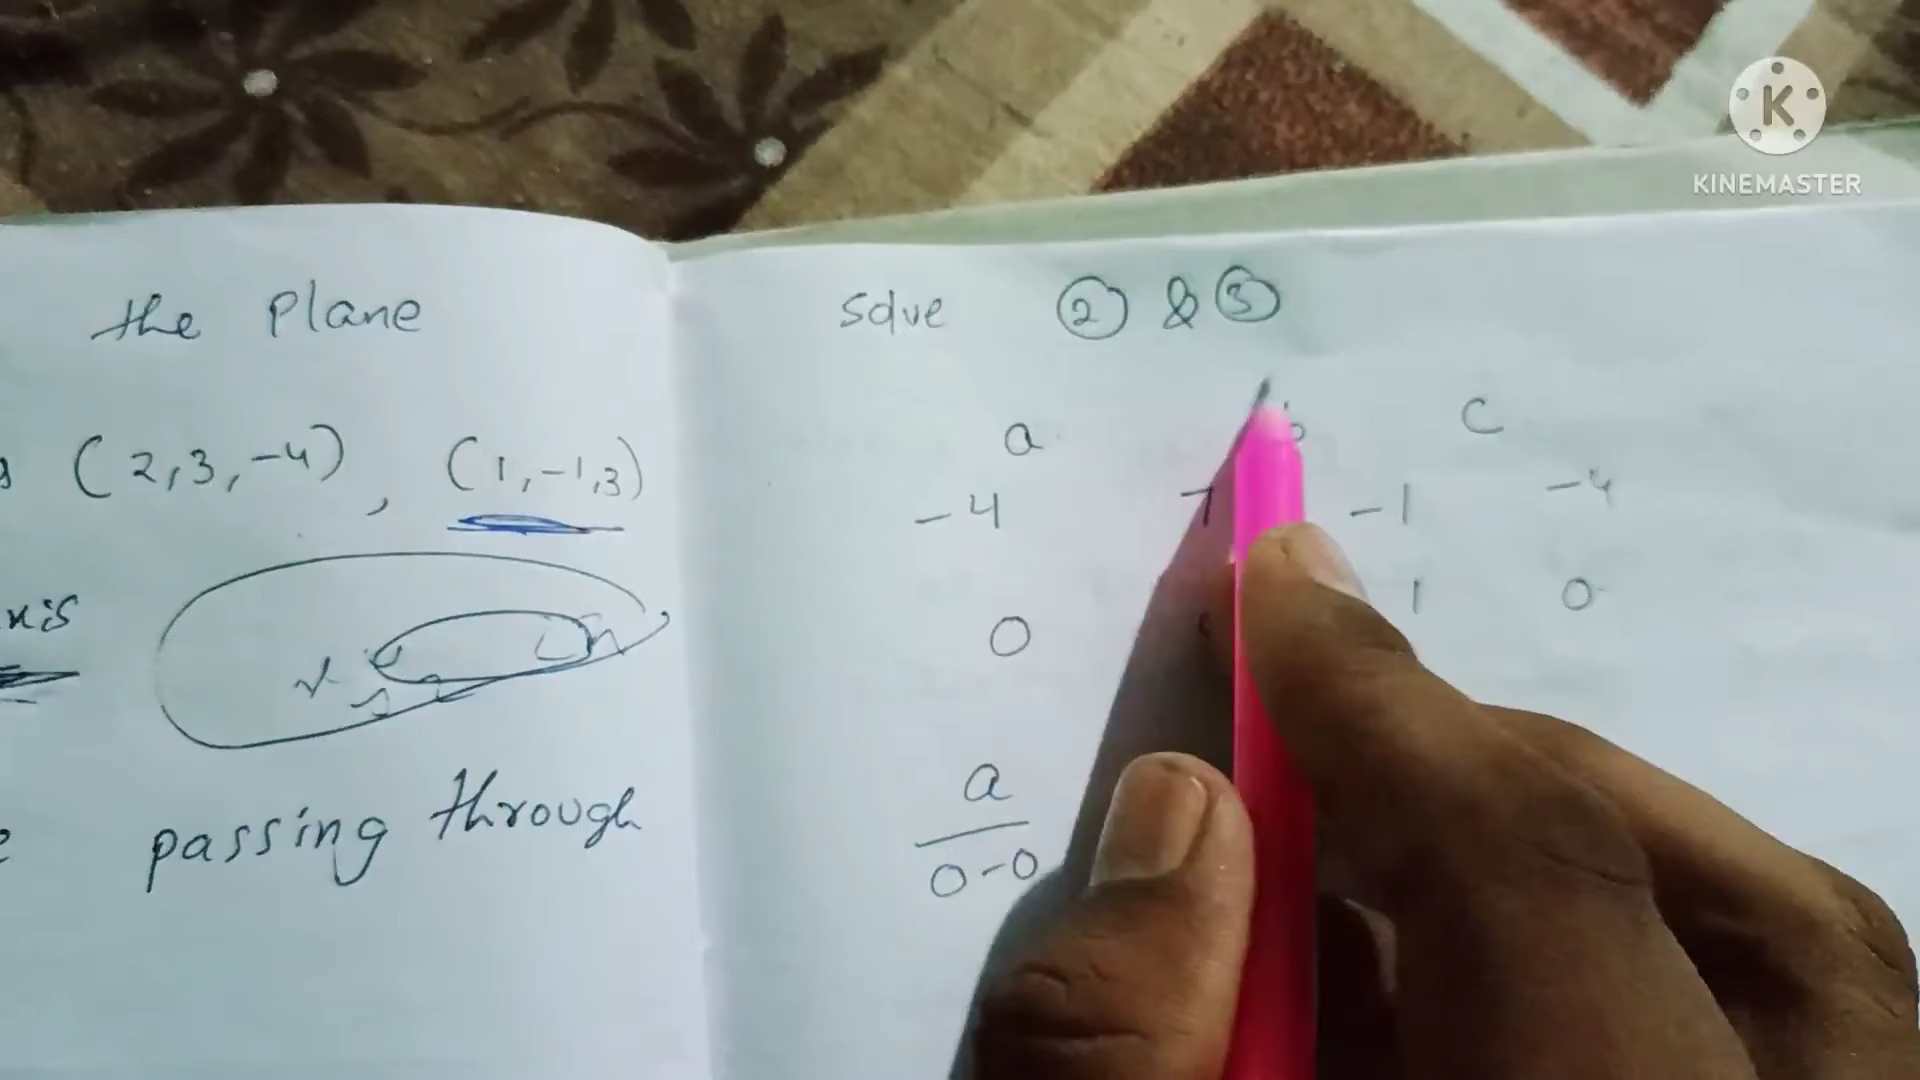 the Plane
(2,3,-4) , (1,-1,3)
passing through
Solve ② & ③
a c
-4 7 -1 -4
0 1 0
a
0-0
K
KINEMASTER